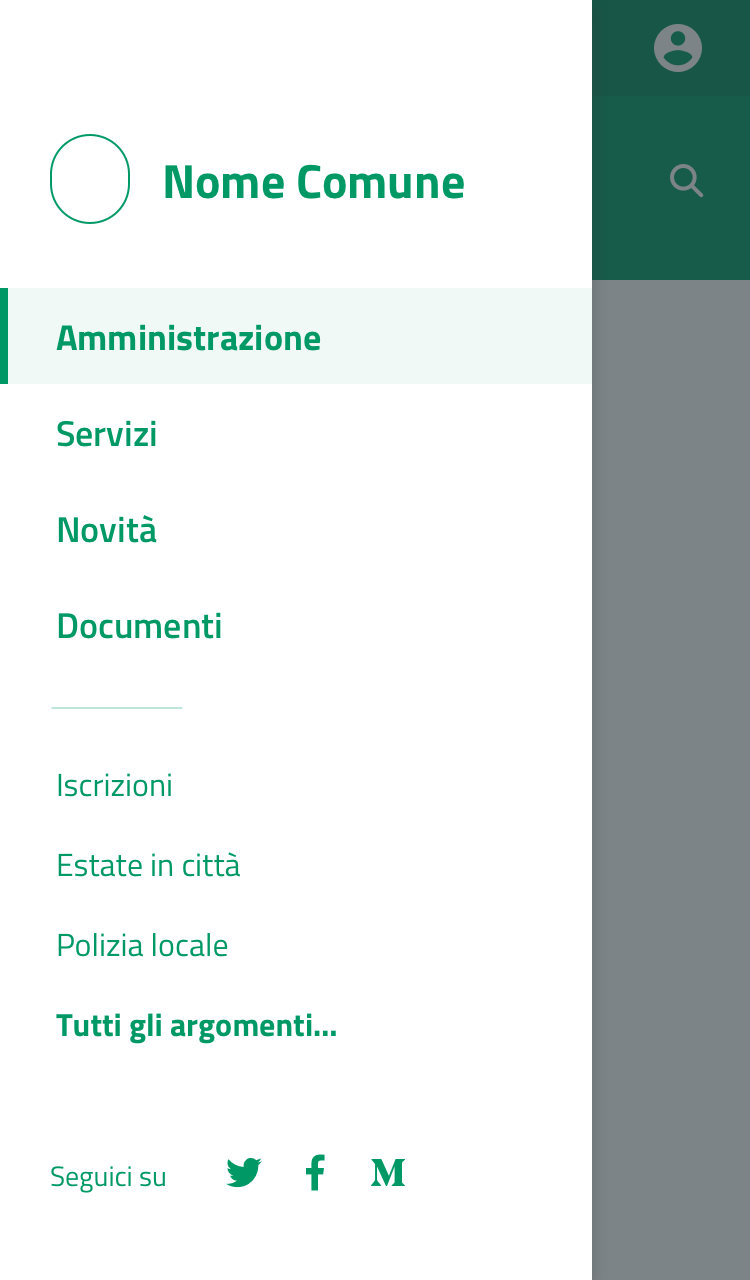 Nome Comune
Amministrazione
Servizi
Novità
Documenti
Iscrizioni
Estate in città
Polizia locale
Tutti gli argomenti...
Seguici su